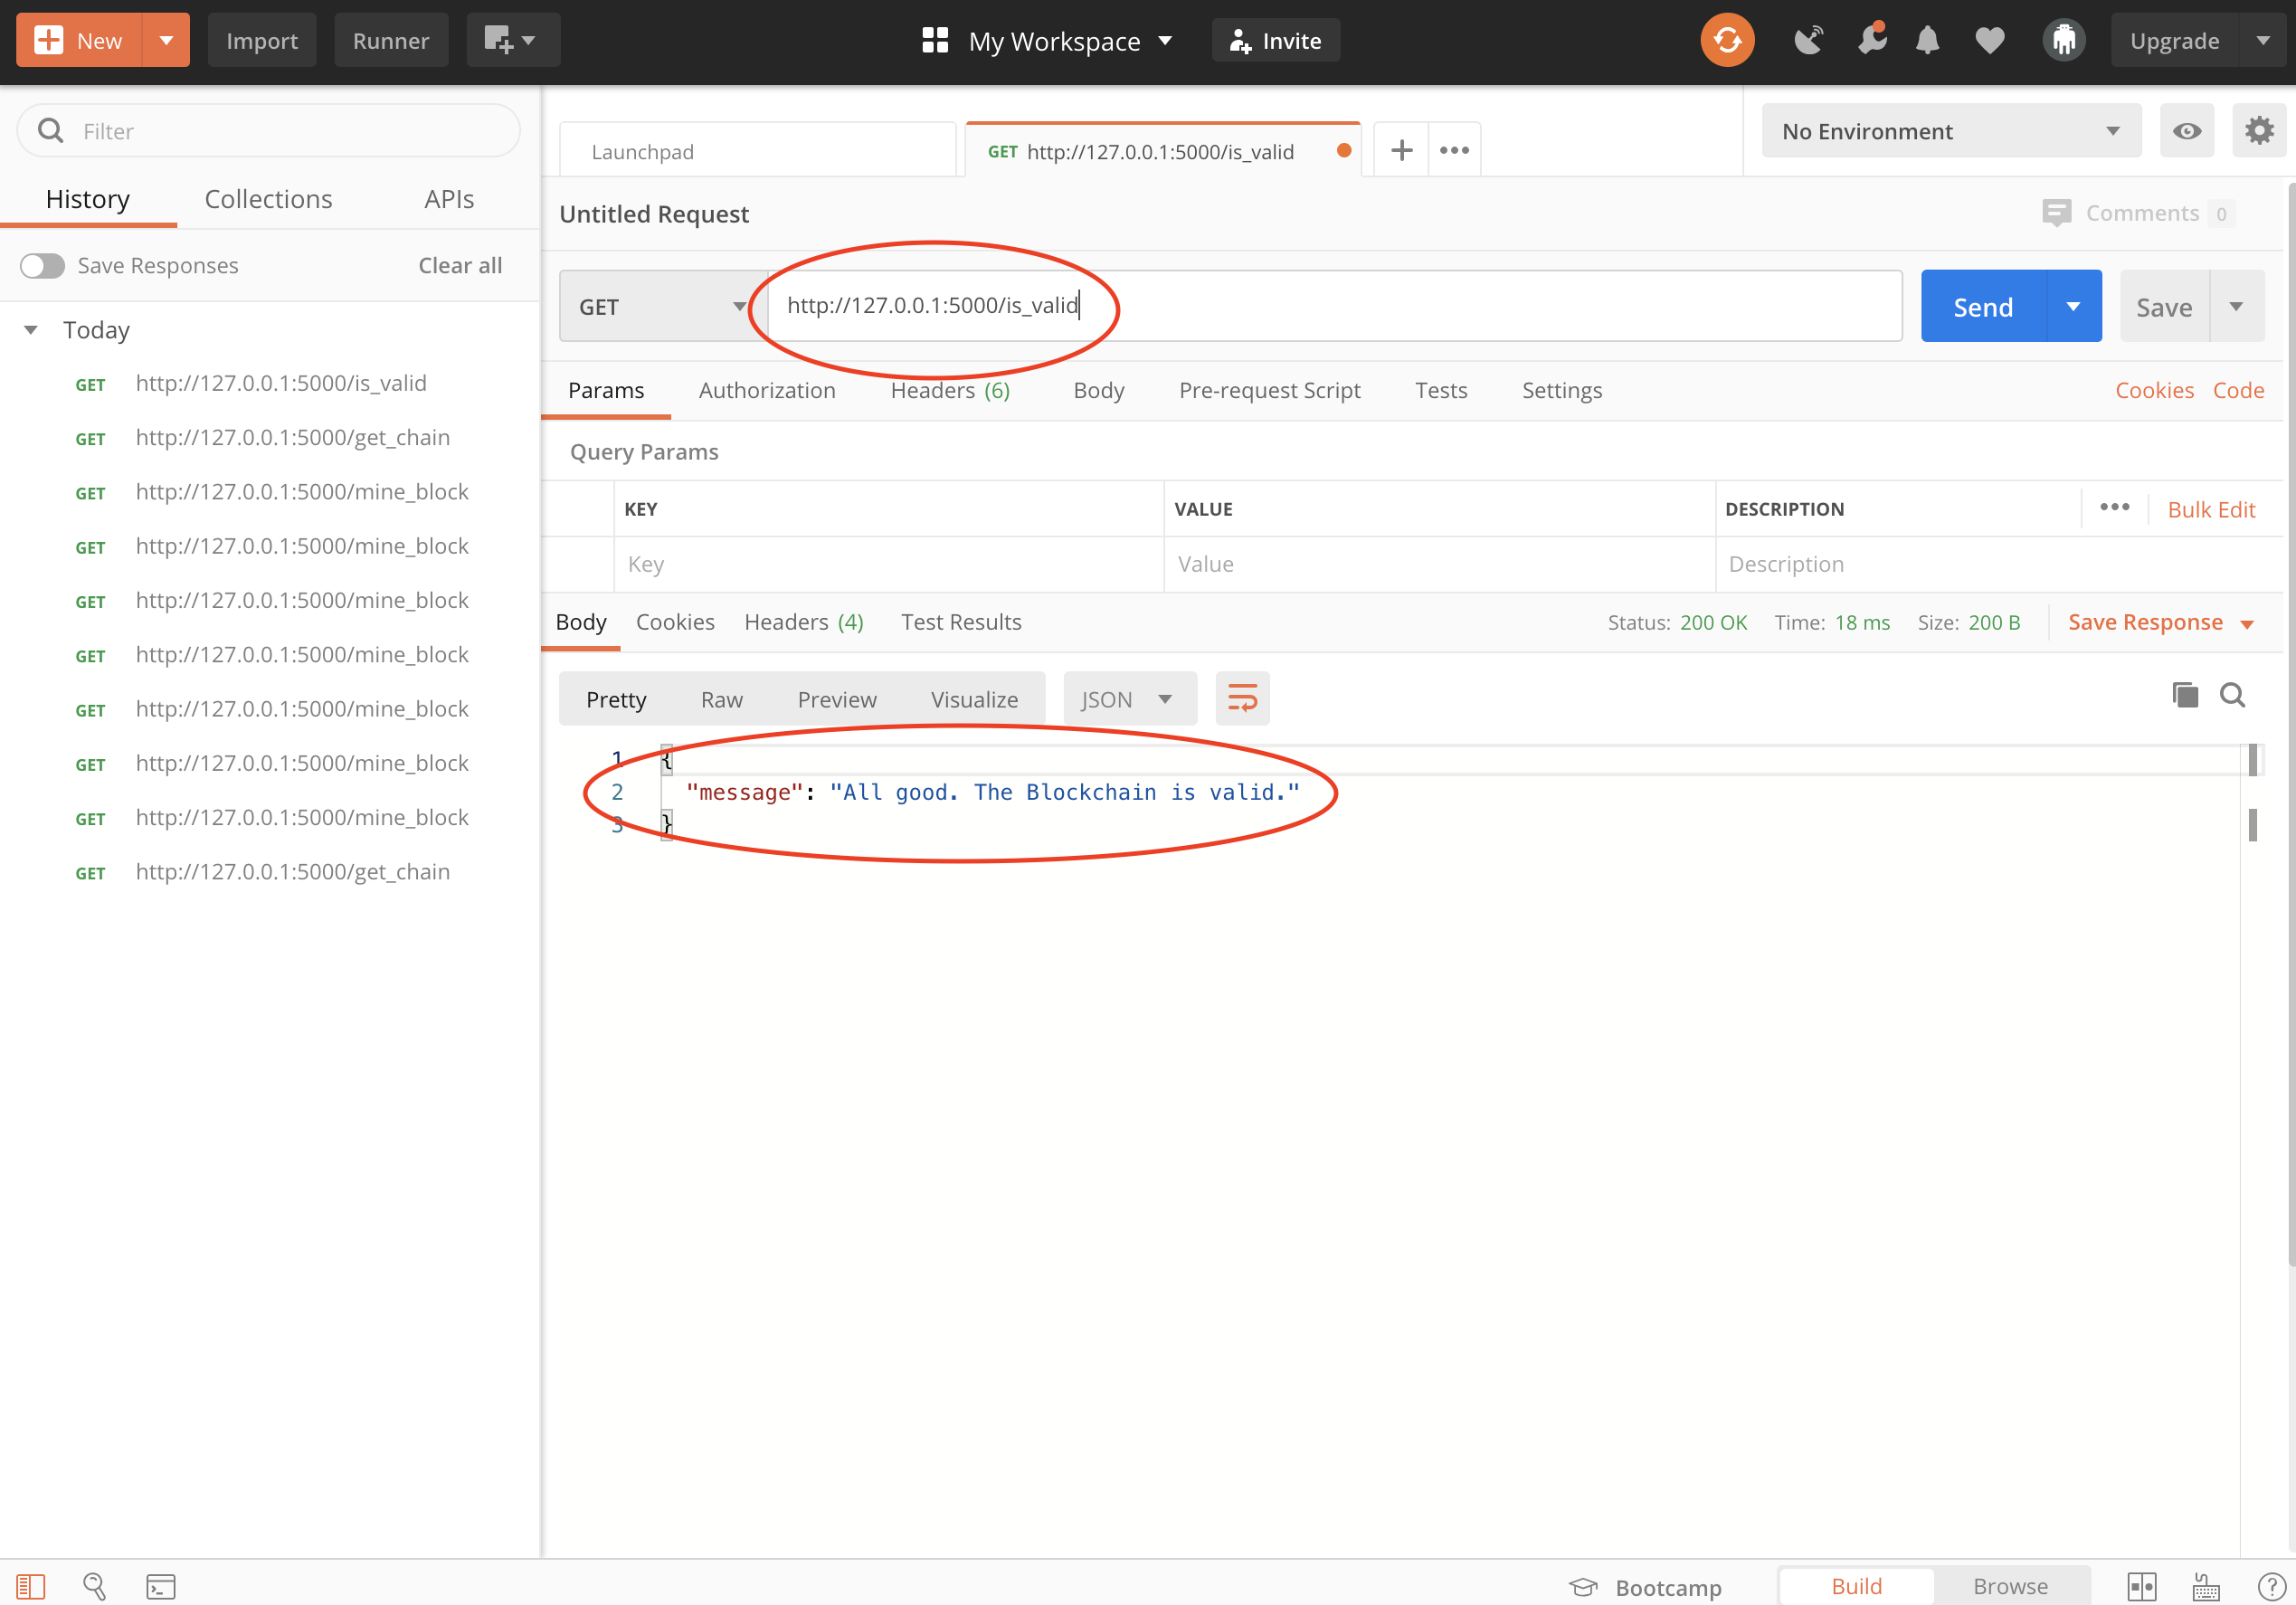 New
Import
Runner
My Workspace
Invite
Upgrade
Filter
History Collections APIs
Save Responses Clear all
Today
GET http://127.0.0.1:5000/is_valid
GET http://127.0.0.1:5000/get_chain
GET http://127.0.0.1:5000/mine_block
GET http://127.0.0.1:5000/mine_block
GET http://127.0.0.1:5000/mine_block
GET http://127.0.0.1:5000/mine_block
GET http://127.0.0.1:5000/mine_block
GET http://127.0.0.1:5000/mine_block
GET http://127.0.0.1:5000/mine_block
GET http://127.0.0.1:5000/get_chain
Launchpad
GET http://127.0.0.1:5000/is_valid
No Environment
Untitled Request
Comments 0
GET http://127.0.0.1:5000/is_valid
Send
Save
Params Authorization Headers (6) Body Pre-request Script Tests Settings Cookies Code
Query Params
KEY VALUE DESCRIPTION ••• Bulk Edit
Key Value Description
Body Cookies Headers (4) Test Results Status: 200 OK Time: 18 ms Size: 200 B Save Response
Pretty Raw Preview Visualize JSON
1 {
2 "message": "All good. The Blockchain is valid."
3 }
Bootcamp Build Browse